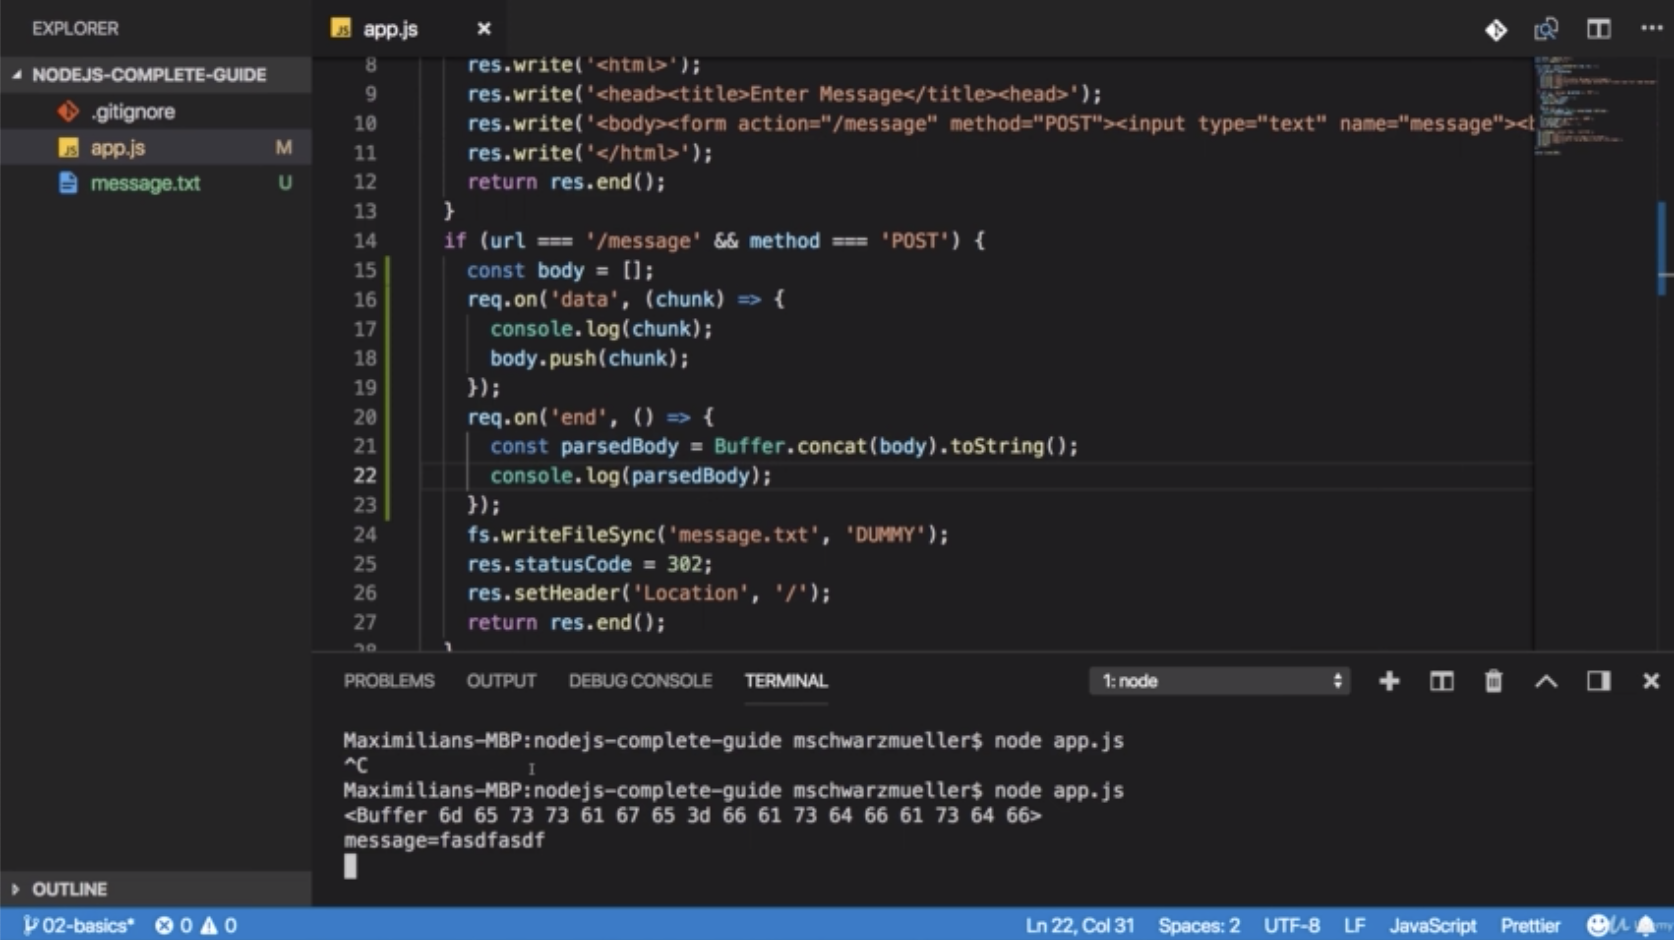 EXPLORER
app.js
NODEJS-COMPLETE-GUIDE
.gitignore
app.js M
message.txt U
8 res.write('<html>');
9 res.write('<head><title>Enter Message</title><head>');
10 res.write('<body><form action="/message" method="POST"><input type="text" name="message"><b
11 res.write('</html>');
12 return res.end();
13 }
14 if (url === '/message' && method === 'POST') {
15 const body = [];
16 req.on('data', (chunk) => {
17 console.log(chunk);
18 body.push(chunk);
19 });
20 req.on('end', () => {
21 const parsedBody = Buffer.concat(body).toString();
22 console.log(parsedBody);
23 });
24 fs.writeFileSync('message.txt', 'DUMMY');
25 res.statusCode = 302;
26 res.setHeader('Location', '/');
27 return res.end();
28 }
PROBLEMS OUTPUT DEBUG CONSOLE TERMINAL 1: node
Maximilians-MBP:nodejs-complete-guide mschwarzmueller$ node app.js
^C
Maximilians-MBP:nodejs-complete-guide mschwarzmueller$ node app.js
<Buffer 6d 65 73 73 61 67 65 3d 66 61 73 64 66 61 73 64 66>
message=fasdfasdf
OUTLINE
02-basics* 0 0 Ln 22, Col 31 Spaces: 2 UTF-8 LF JavaScript Prettier